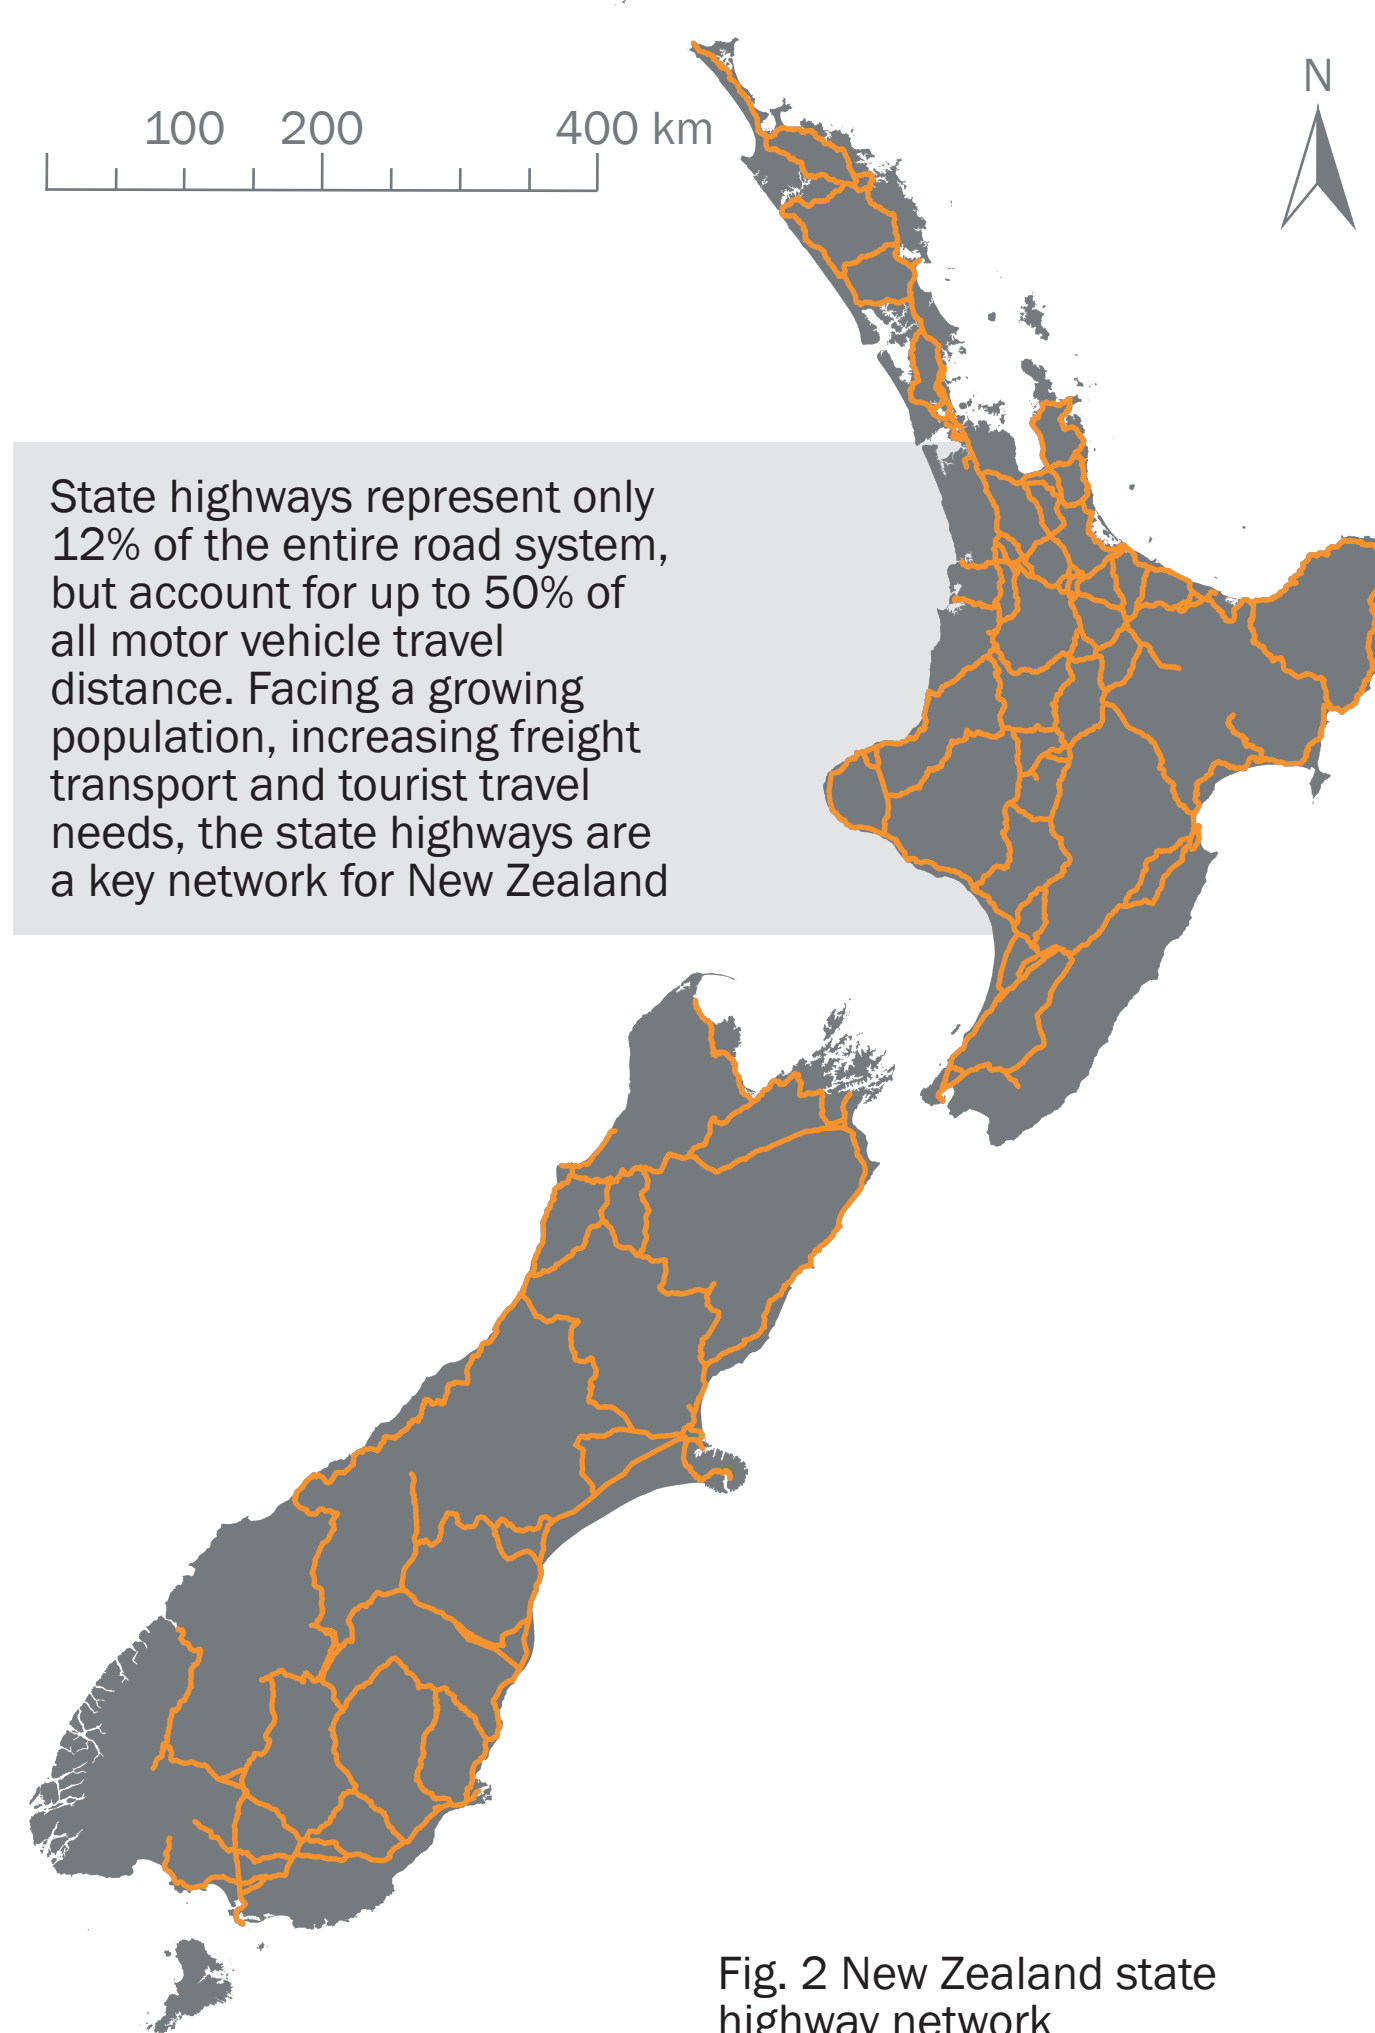 N
100 200 400 km
State highways represent only
12% of the entire road system,
but account for up to 50% of
all motor vehicle travel
distance. Facing a growing
population, increasing freight
transport and tourist travel
needs, the state highways are
a key network for New Zealand
Fig. 2 New Zealand state
highway network